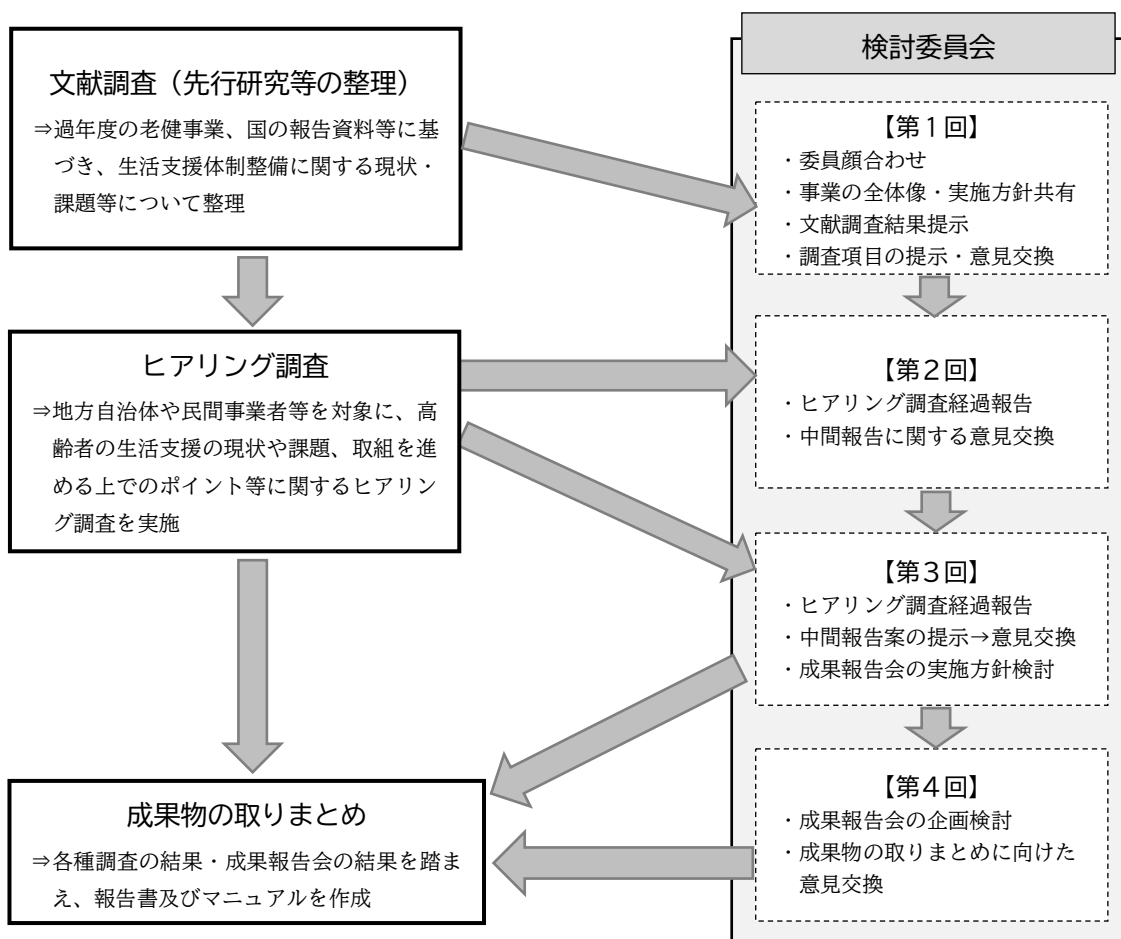 文献調査（先行研究等の整理）
⇒過年度の老健事業、国の報告資料等に基
づき、生活支援体制整備に関する現状・
課題等について整理
ヒアリング調査
⇒地方自治体や民間事業者等を対象に、高
齢者の生活支援の現状や課題、取組を進
める上でのポイント等に関するヒアリン
グ調査を実施
成果物の取りまとめ
⇒各種調査の結果・成果報告会の結果を踏ま
え、報告書及びマニュアルを作成
検討委員会
【第１回】
・委員顔合わせ
・事業の全体像・実施方針共有
・文献調査結果提示
・調査項目の提示・意見交換
【第２回】
・ヒアリング調査経過報告
・中間報告に関する意見交換
【第３回】
・ヒアリング調査経過報告
・中間報告案の提示→意見交換
・成果報告会の実施方針検討
【第４回】
・成果報告会の企画検討
・成果物の取りまとめに向けた
意見交換